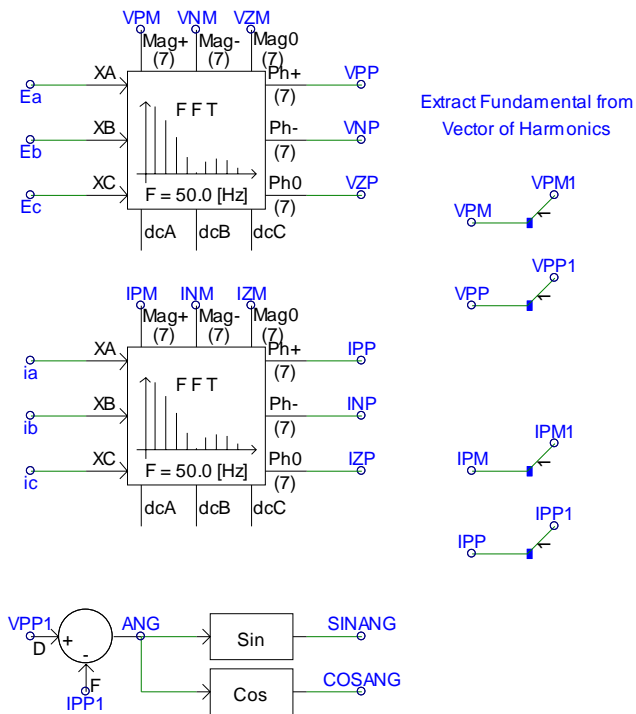 VPM VNM VZM
Mag+ Mag- Mag0
(7) (7) (7)
XA Ph+ VPP
Ea (7)
FFT
XB Ph- VNP
Eb (7)
XC Ph0 VZP
Ec F = 50.0 [Hz] (7)
dcA dcB dcC
Extract Fundamental from
Vector of Harmonics
VPM VPM1
VPP VPP1
IPM INM IZM
Mag+ Mag- Mag0
(7) (7) (7)
XA Ph+ IPP
ia (7)
FFT
XB Ph- INP
ib (7)
XC Ph0 IZP
ic F = 50.0 [Hz] (7)
dcA dcB dcC
IPM IPM1
IPP IPP1
VPP1 + ANG Sin SINANG
D -
F
IPP1 Cos COSANG